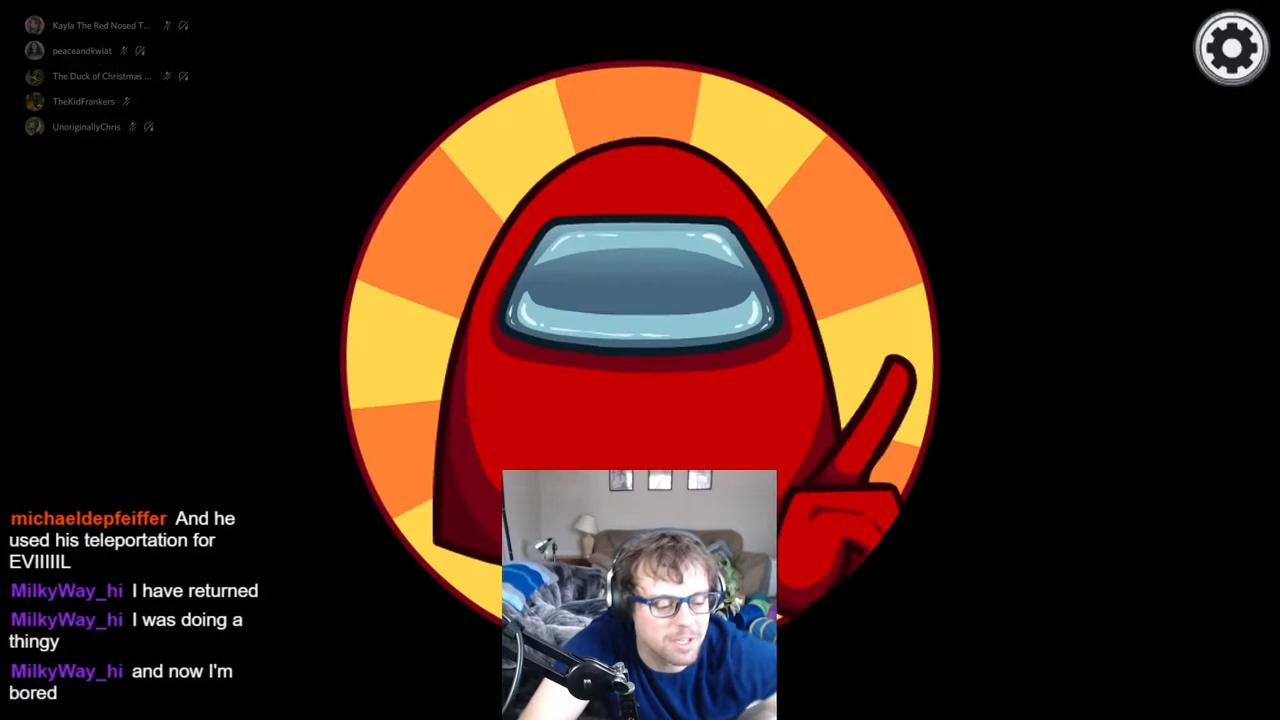 Kayla The Red Nosed T...
peaceandkwiat
The Duck of Christmas ...
TheKidFrankers
UnoriginallyChris
michaeldepfeiffer And he
used his teleportation for
EVIIIIIL
MilkyWay_hi I have returned
MilkyWay_hi I was doing a
thingy
MilkyWay_hi and now I'm
bored